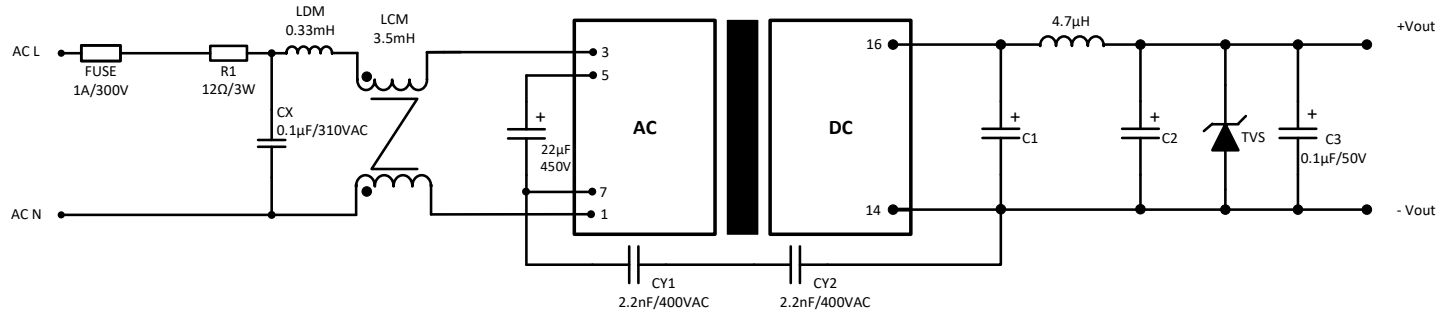 AC L
FUSE
1A/300V
R1
12Ω/3W
LDM
0.33mH
LCM
3.5mH
CX
0.1µF/310VAC
AC N
+
22µF
450V
3
5
7
1
AC
DC
16
14
4.7µH
+
C1
+
C2
TVS
+
C3
0.1µF/50V
+Vout
- Vout
CY1
2.2nF/400VAC
CY2
2.2nF/400VAC